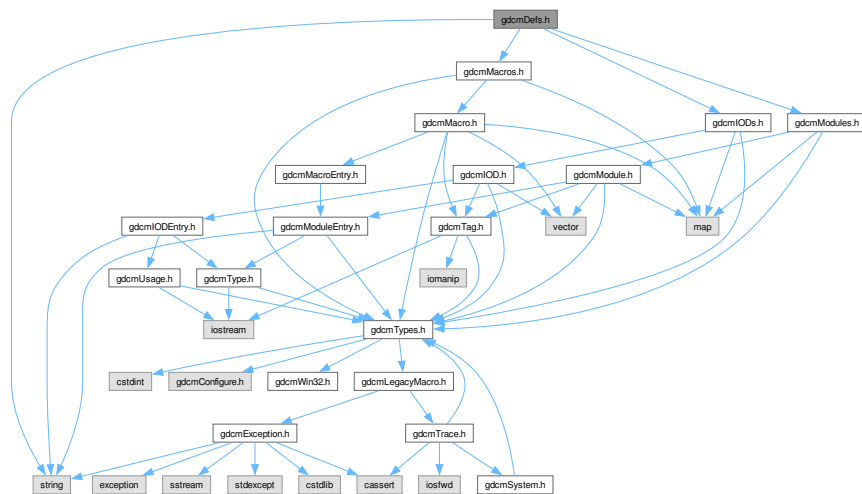 gdcmDefs.h
gdcmMacros.h
gdcmMacro.h
gdcmIODs.h
gdcmModules.h
gdcmMacroEntry.h
gdcmIOD.h
gdcmModule.h
gdcmIODEntry.h
gdcmModuleEntry.h
gdcmTag.h
vector
map
gdcmUsage.h
gdcmType.h
iomanip
iostream
gdcmTypes.h
cstdint
gdcmConfigure.h
gdcmWin32.h
gdcmLegacyMacro.h
gdcmException.h
gdcmTrace.h
string
exception
sstream
stdexcept
cstdlib
cassert
iosfwd
gdcmSystem.h